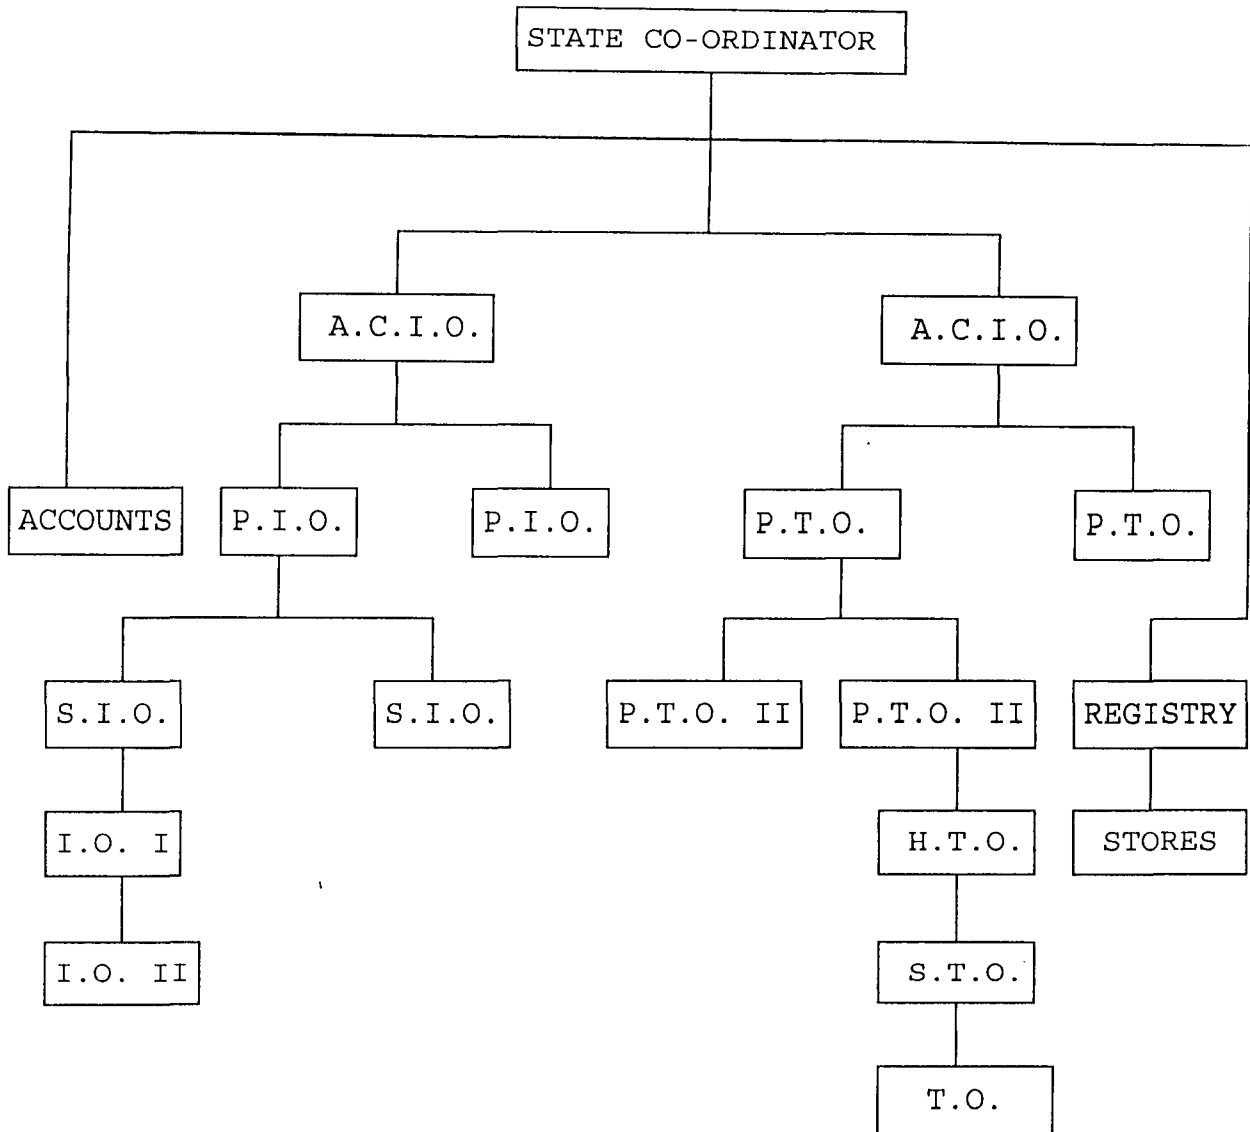 STATE CO-ORDINATOR
A.C.I.O.
A.C.I.O.
ACCOUNTS
P.I.O.
P.I.O.
P.T.O.
P.T.O.
S.I.O.
S.I.O.
P.T.O. II
P.T.O. II
REGISTRY
I.O. I
H.T.O.
STORES
I.O. II
S.T.O.
T.O.